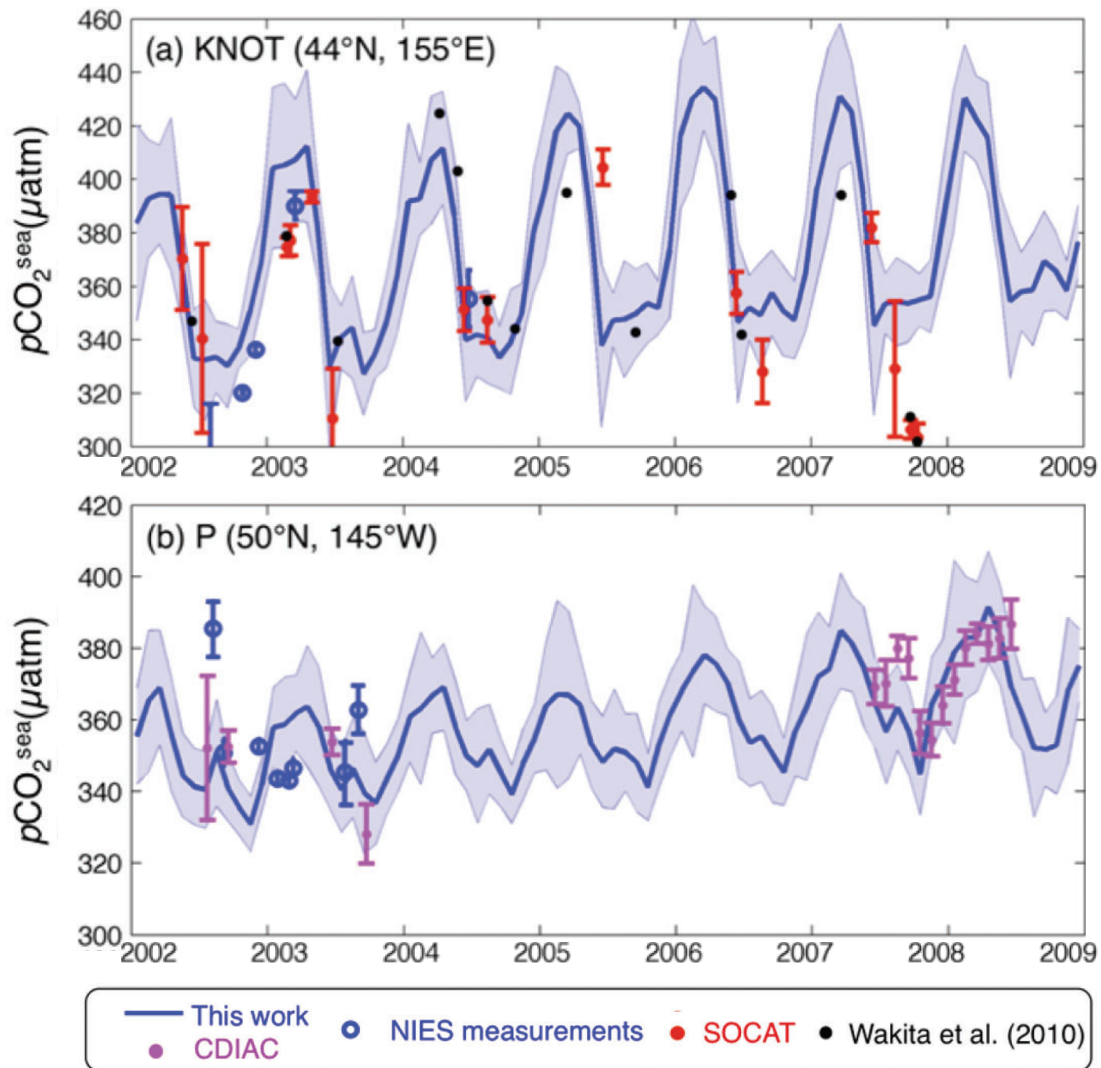 460
(a) KNOT (44°N, 155°E)
440
420
400
380
360
340
320
300
pCO₂ˢᵉᵃ(µatm)
2002 2003 2004 2005 2006 2007 2008 2009
420
(b) P (50°N, 145°W)
400
380
360
340
320
300
pCO₂ˢᵉᵃ(µatm)
2002 2003 2004 2005 2006 2007 2008 2009
This work NIES measurements SOCAT Wakita et al. (2010)
CDIAC